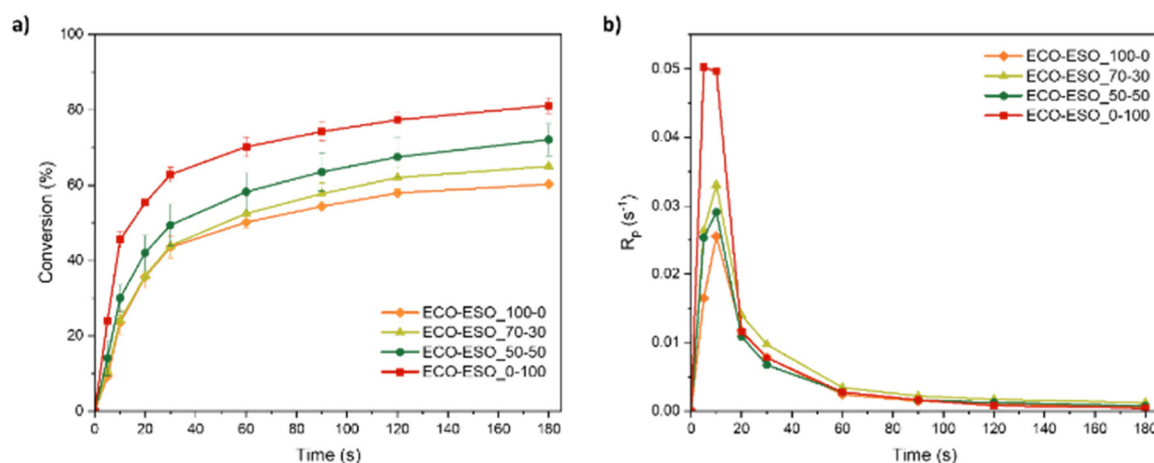 a)
100
80
60
40
20
0
Conversion (%)
0 20 40 60 80 100 120 140 160 180
Time (s)
ECO-ESO_100-0
ECO-ESO_70-30
ECO-ESO_50-50
ECO-ESO_0-100
b)
0.05
0.04
0.03
0.02
0.01
0.00
Rp (s-1)
0 20 40 60 80 100 120 140 160 180
Time (s)
ECO-ESO_100-0
ECO-ESO_70-30
ECO-ESO_50-50
ECO-ESO_0-100